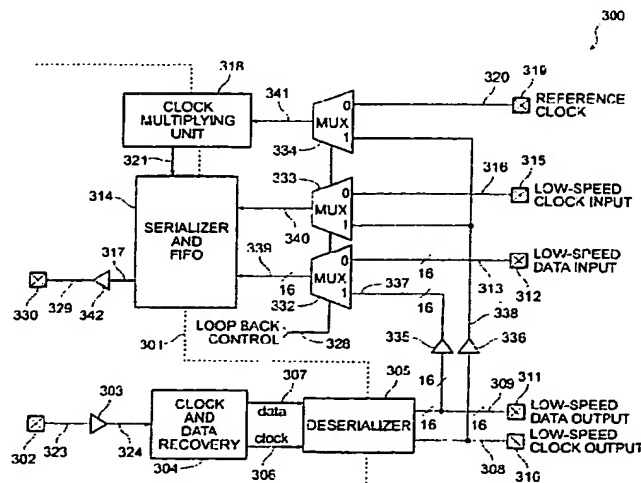 300
318
CLOCK
MULTIPLYING
UNIT
341
MUX
0
1
334
320
319
REFERENCE
CLOCK
321
314
SERIALIZER
AND
FIFO
333
MUX
0
1
340
316
315
LOW-SPEED
CLOCK INPUT
339
16
MUX
0
1
332
337
16
16
313
312
LOW-SPEED
DATA INPUT
317
330
329
342
301
LOOP BACK
CONTROL
328
338
335
336
16
302
323
303
324
CLOCK
AND DATA
RECOVERY
304
307
data
clock
306
305
DESERIALIZER
16
16
309
311
LOW-SPEED
DATA OUTPUT
308
310
LOW-SPEED
CLOCK OUTPUT